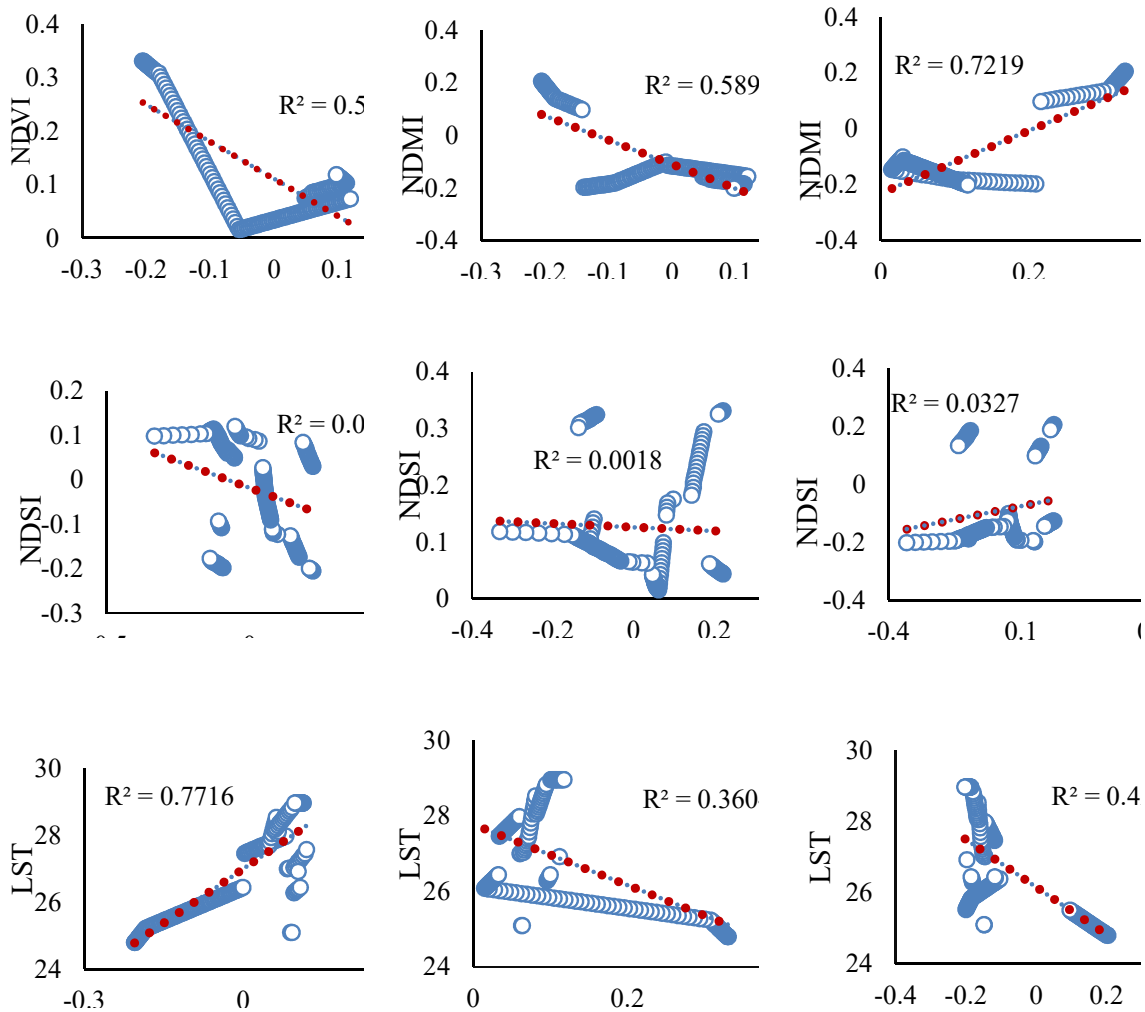 0.4
0.3
0.2
0.1
0
NDVI
R² = 0.5
-0.3 -0.2 -0.1 0 0.1
0.4
0.2
0
-0.2
-0.4
NDMI
R² = 0.589
-0.3 -0.2 -0.1 0 0.1
0.4
0.2
0
-0.2
-0.4
NDMI
R² = 0.7219
0 0.2
0.2
0.1
0
-0.1
-0.2
-0.3
NDSI
R² = 0.0
0.4
0.3
0.2
0.1
0
NDSI
R² = 0.0018
-0.4 -0.2 0 0.2
0.4
0.2
0
-0.2
-0.4
NDSI
R² = 0.0327
-0.4 0.1
30
28
26
24
LST
R² = 0.7716
-0.3 0
30
28
26
24
LST
R² = 0.360
0 0.2
30
28
26
24
LST
R² = 0.4
-0.4 -0.2 0 0.2